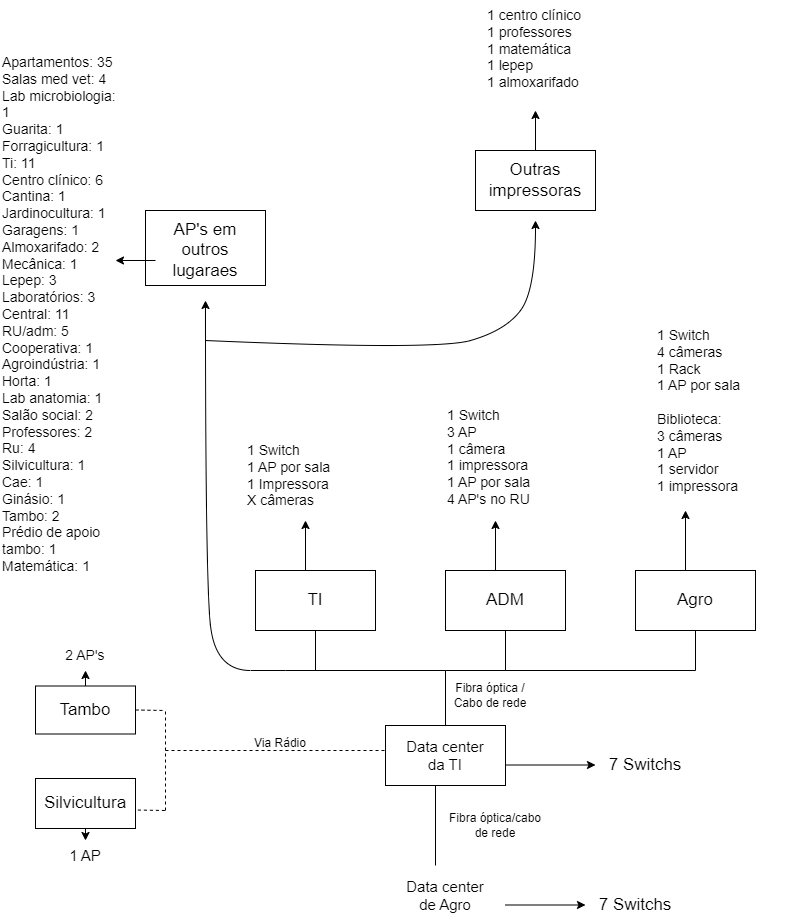 1 centro clínico
1 professores
1 matemática
1 lepep
1 almoxarifado
Outras
impressoras
Apartamentos: 35
Salas med vet: 4
Lab microbiologia:
1
Guarita: 1
Forragicultura: 1
Ti: 11
Centro clínico: 6
Cantina: 1
Jardinocultura: 1
Garagens: 1
Almoxarifado: 2
Mecânica: 1
Lepep: 3
Laboratórios: 3
Central: 11
RU/adm: 5
Cooperativa: 1
Agroindústria: 1
Horta: 1
Lab anatomia: 1
Salão social: 2
Professores: 2
Ru: 4
Silvicultura: 1
Cae: 1
Ginásio: 1
Tambo: 2
Prédio de apoio
tambo: 1
Matemática: 1
AP's em
outros
lugaraes
1 Switch
1 AP por sala
1 Impressora
X câmeras
TI
1 Switch
3 AP
1 câmera
1 impressora
1 AP por sala
4 AP's no RU
ADM
1 Switch
4 câmeras
1 Rack
1 AP por sala
Biblioteca:
3 câmeras
1 AP
1 servidor
1 impressora
Agro
Fibra óptica /
Cabo de rede
2 AP's
Tambo
Via Rádio
Data center
da TI
7 Switchs
Silvicultura
1 AP
Fibra óptica/cabo
de rede
Data center
de Agro
7 Switchs